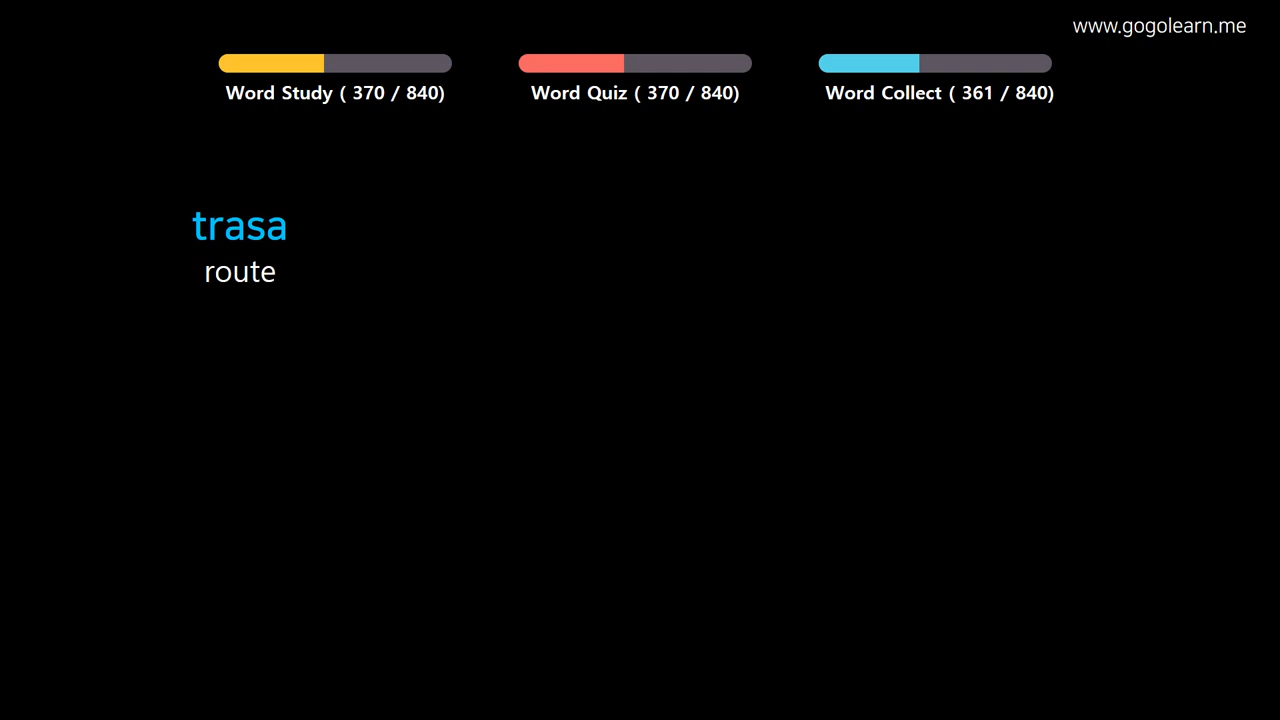 www.gogolearn.me
Word Study ( 370 / 840)
Word Quiz ( 370 / 840)
Word Collect ( 361 / 840)
trasa
route